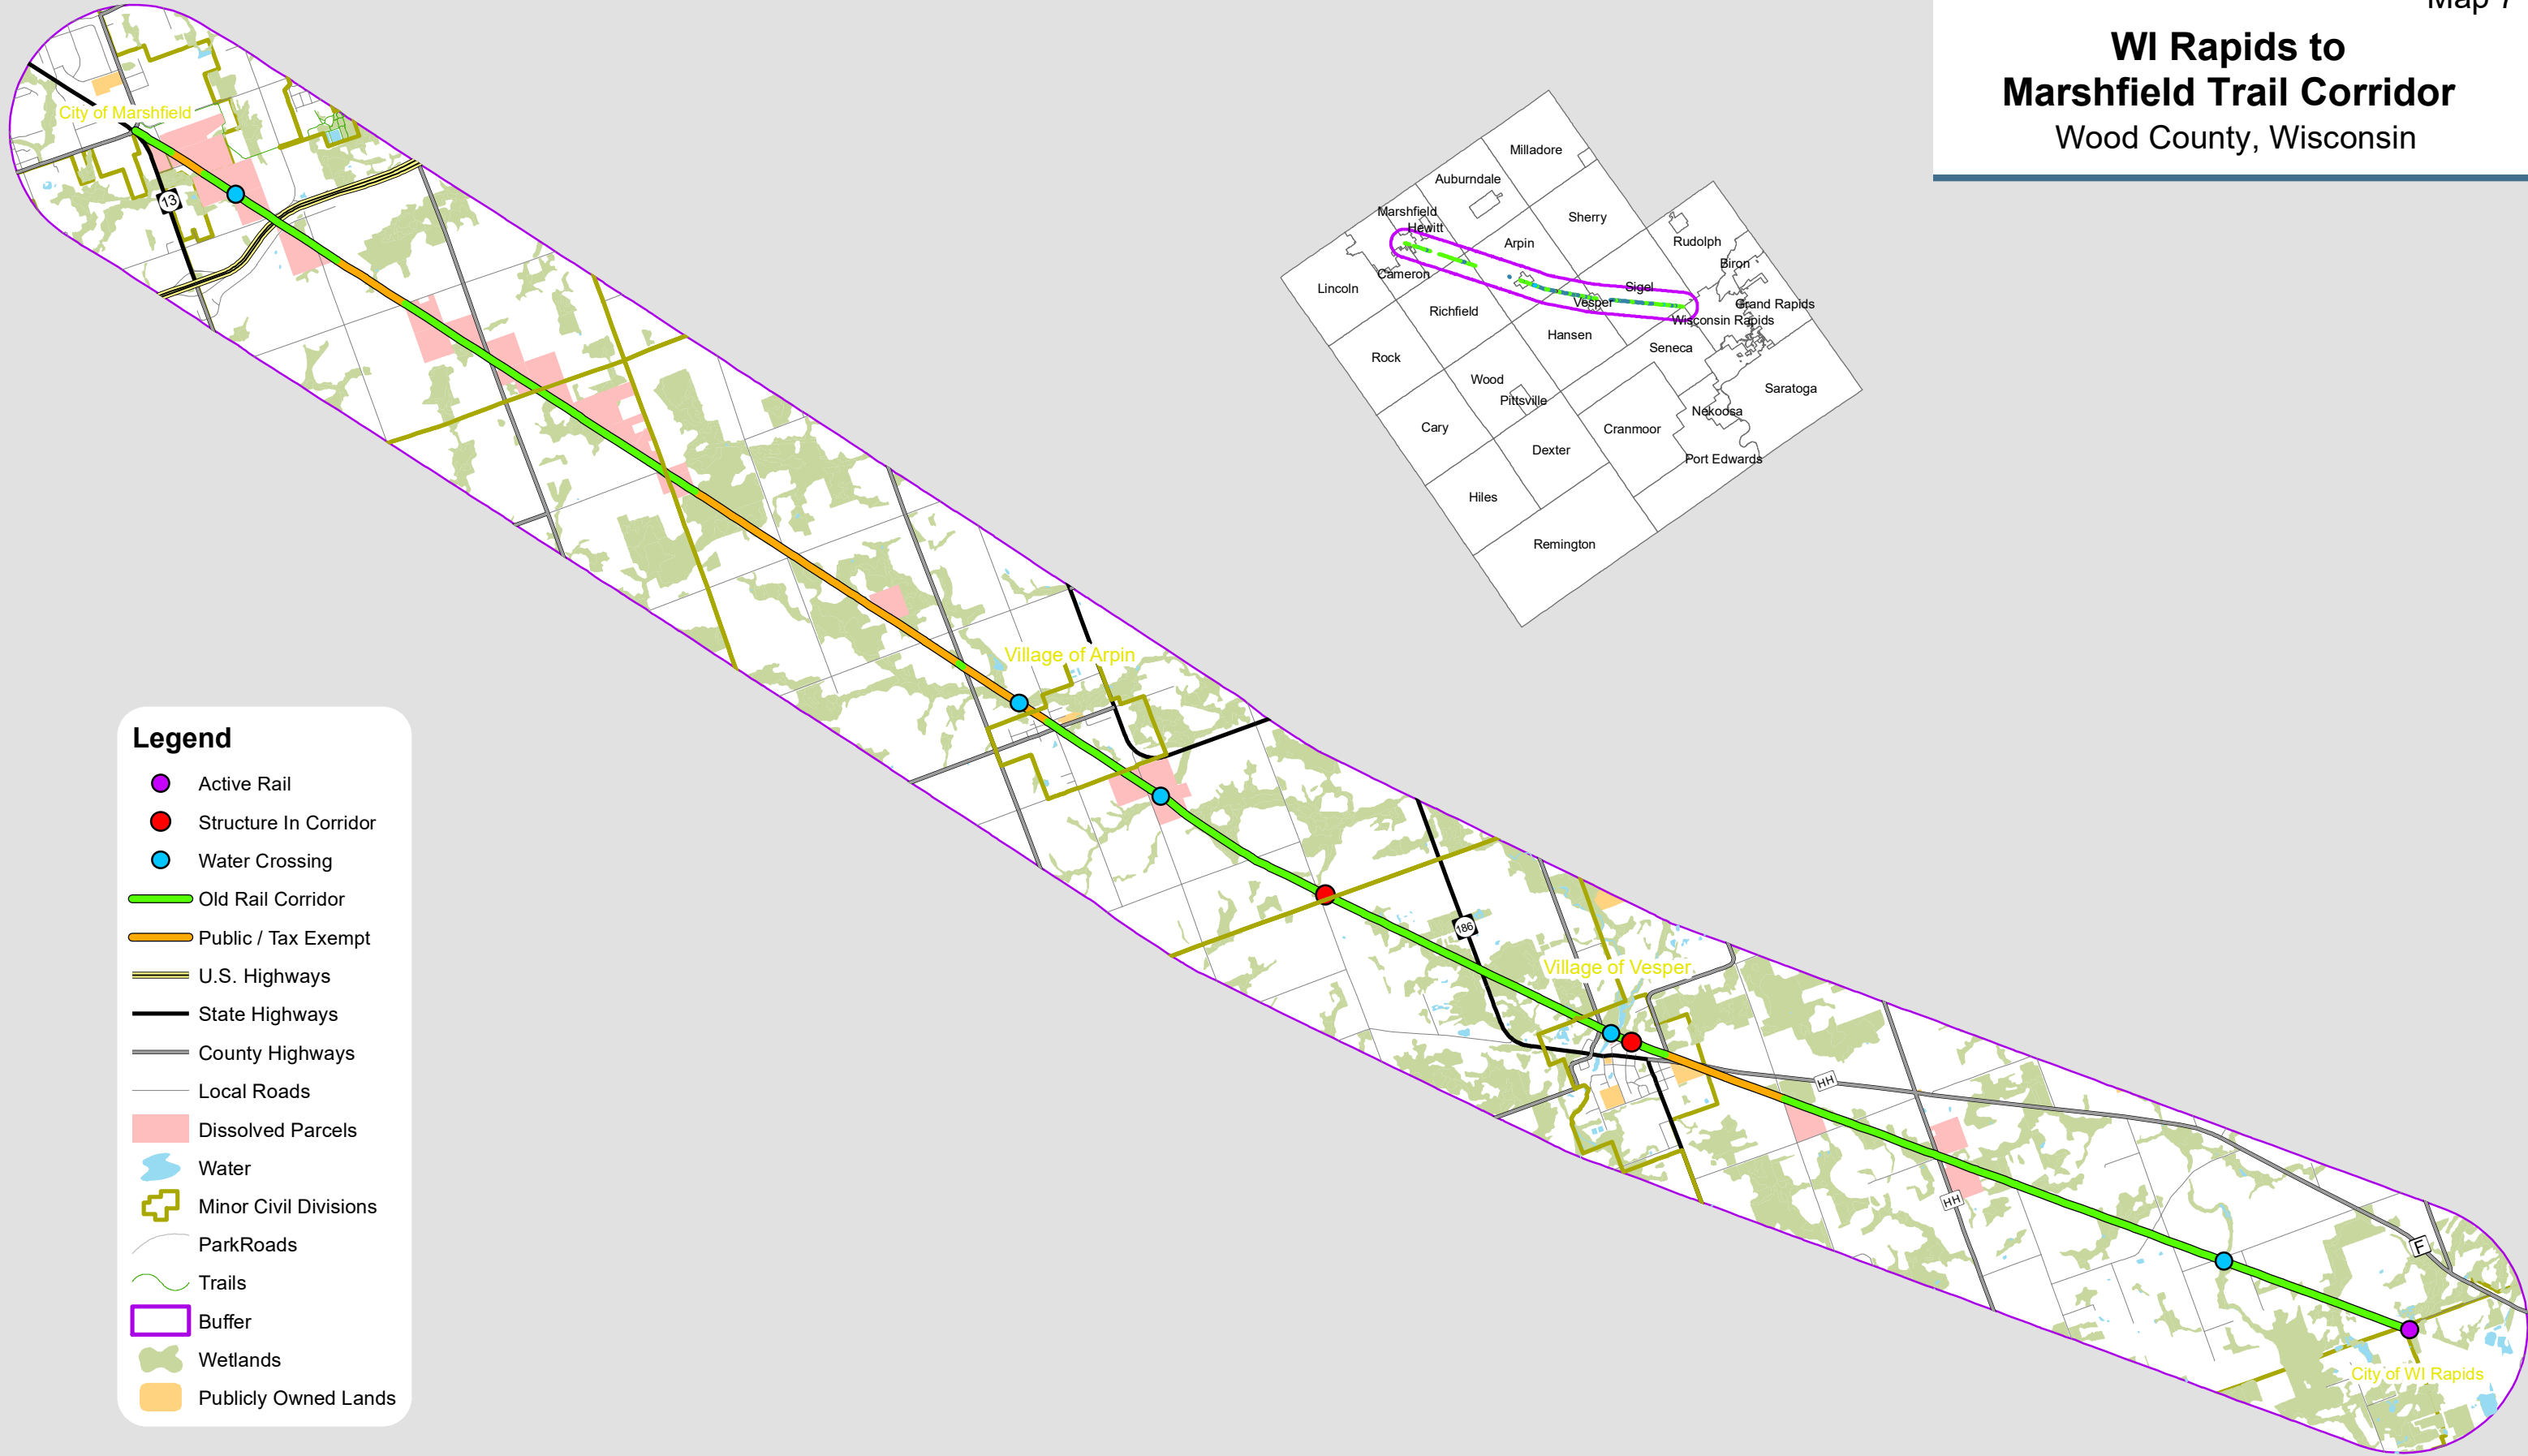 Map 7
WI Rapids to
Marshfield Trail Corridor
Wood County, Wisconsin
City of Marshfield
13
Milladore
Auburndale
Marshfield
Hewitt
Sherry
Arpin
Rudolph
Biron
Cameron
Lincoln
Sigel
Vesper
Grand Rapids
Richfield
Wisconsin Rapids
Hansen
Seneca
Rock
Wood
Pittsville
Saratoga
Nekoosa
Cary
Cranmoor
Dexter
Port Edwards
Hiles
Remington
Village of Arpin
186
Village of Vesper
HH
HH
F
City of WI Rapids
Legend
Active Rail
Structure In Corridor
Water Crossing
Old Rail Corridor
Public / Tax Exempt
U.S. Highways
State Highways
County Highways
Local Roads
Dissolved Parcels
Water
Minor Civil Divisions
ParkRoads
Trails
Buffer
Wetlands
Publicly Owned Lands